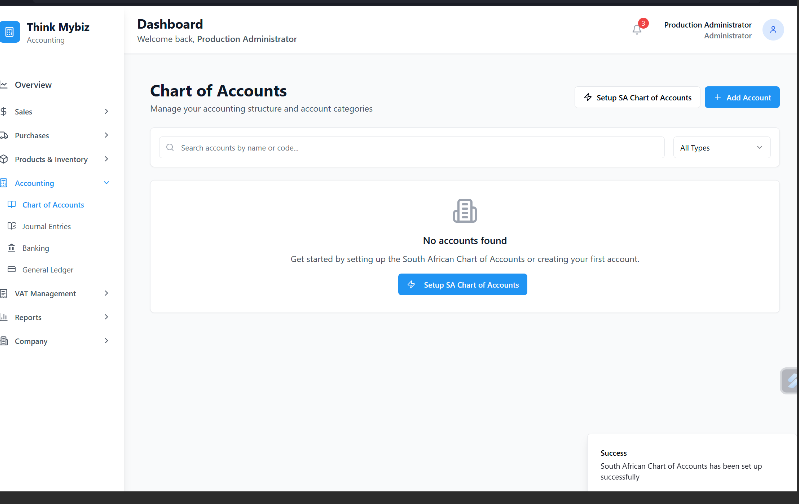 Think Mybiz
Accounting
Overview
Sales
Purchases
Products & Inventory
Accounting
Chart of Accounts
Journal Entries
Banking
General Ledger
VAT Management
Reports
Company
Dashboard
Welcome back, Production Administrator
3
Production Administrator
Administrator
Chart of Accounts
Manage your accounting structure and account categories
Setup SA Chart of Accounts
+ Add Account
Search accounts by name or code...
All Types
No accounts found
Get started by setting up the South African Chart of Accounts or creating your first account.
Setup SA Chart of Accounts
Success
South African Chart of Accounts has been set up
successfully